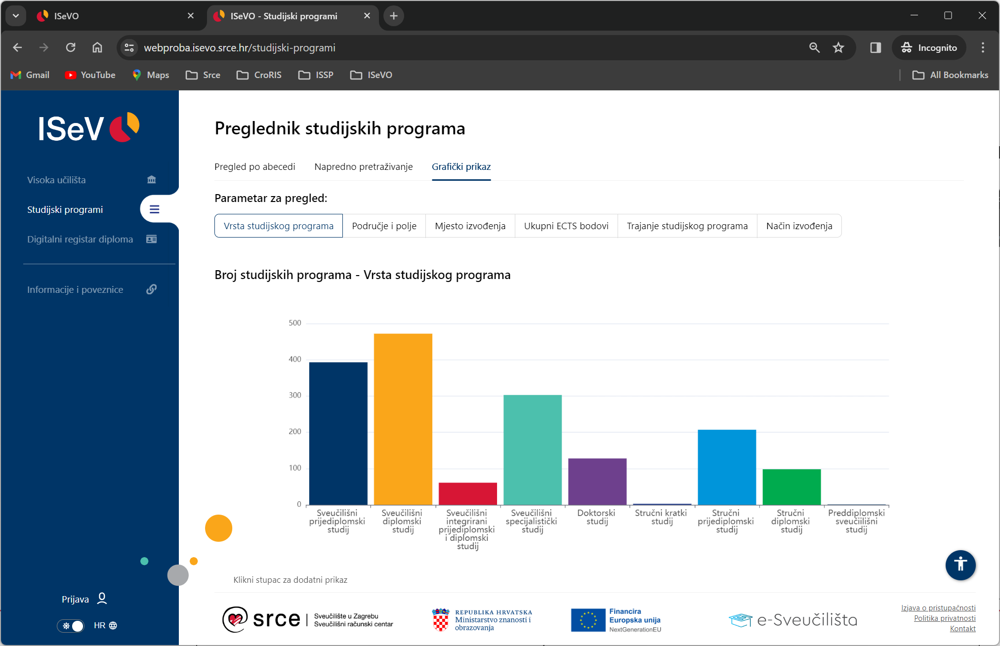 ISeVO
ISeVO - Studijski programi
webproba.isevo.srce.hr/studijski-programi
Incognito
Gmail
YouTube
Maps
Srce
CroRIS
ISSP
ISeVO
All Bookmarks
ISeV
Visoka učilišta
Studijski programi
Digitalni registar diploma
Informacije i poveznice
Prijava
HR
Preglednik studijskih programa
Pregled po abecedi
Napredno pretraživanje
Grafički prikaz
Parametar za pregled:
Vrsta studijskog programa
Područje i polje
Mjesto izvođenja
Ukupni ECTS bodovi
Trajanje studijskog programa
Način izvođenja
Broj studijskih programa - Vrsta studijskog programa
500
400
300
200
100
0
Sveučilišni
prijediplomski
studij
Sveučilišni
diplomski
studij
Sveučilišni
integrirani
prijediplomski
i diplomski
studij
Sveučilišni
specijalistički
studij
Doktorski
studij
Stručni kratki
studij
Stručni
prijediplomski
studij
Stručni
diplomski
studij
Preddiplomski
sveučiilišni
studij
Klikni stupac za dodatni prikaz
srce
Sveučilište u Zagrebu
Sveučilišni računski centar
REPUBLIKA HRVATSKA
Ministarstvo znanosti i
obrazovanja
Financira
Europska unija
NextGenerationEU
e-Sveučilišta
Izjava o pristupačnosti
Politika privatnosti
Kontakt